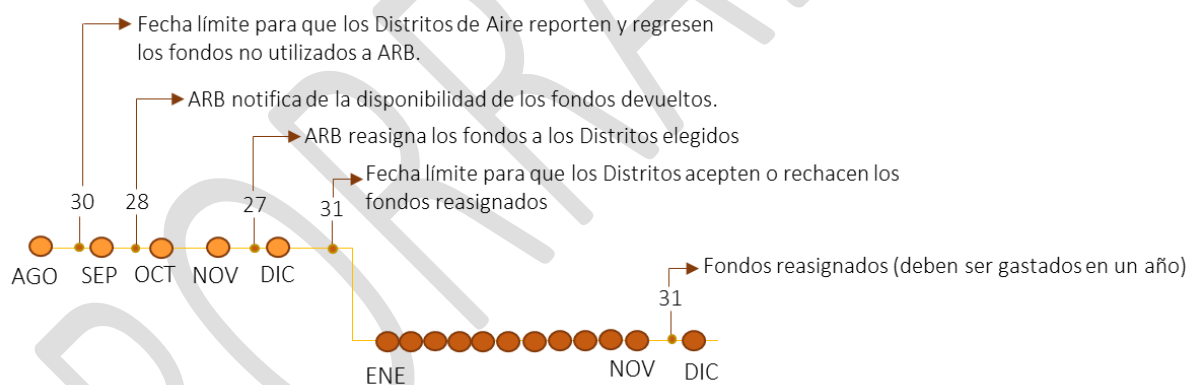 Fecha límite para que los Distritos de Aire reporten y regresen
los fondos no utilizados a ARB.
ARB notifica de la disponibilidad de los fondos devueltos.
ARB reasigna los fondos a los Distritos elegidos
Fecha límite para que los Distritos acepten o rechacen los
fondos reasignados
30
28
27
31
AGO
SEP
OCT
NOV
DIC
Fondos reasignados (deben ser gastados en un año)
31
ENE
NOV
DIC